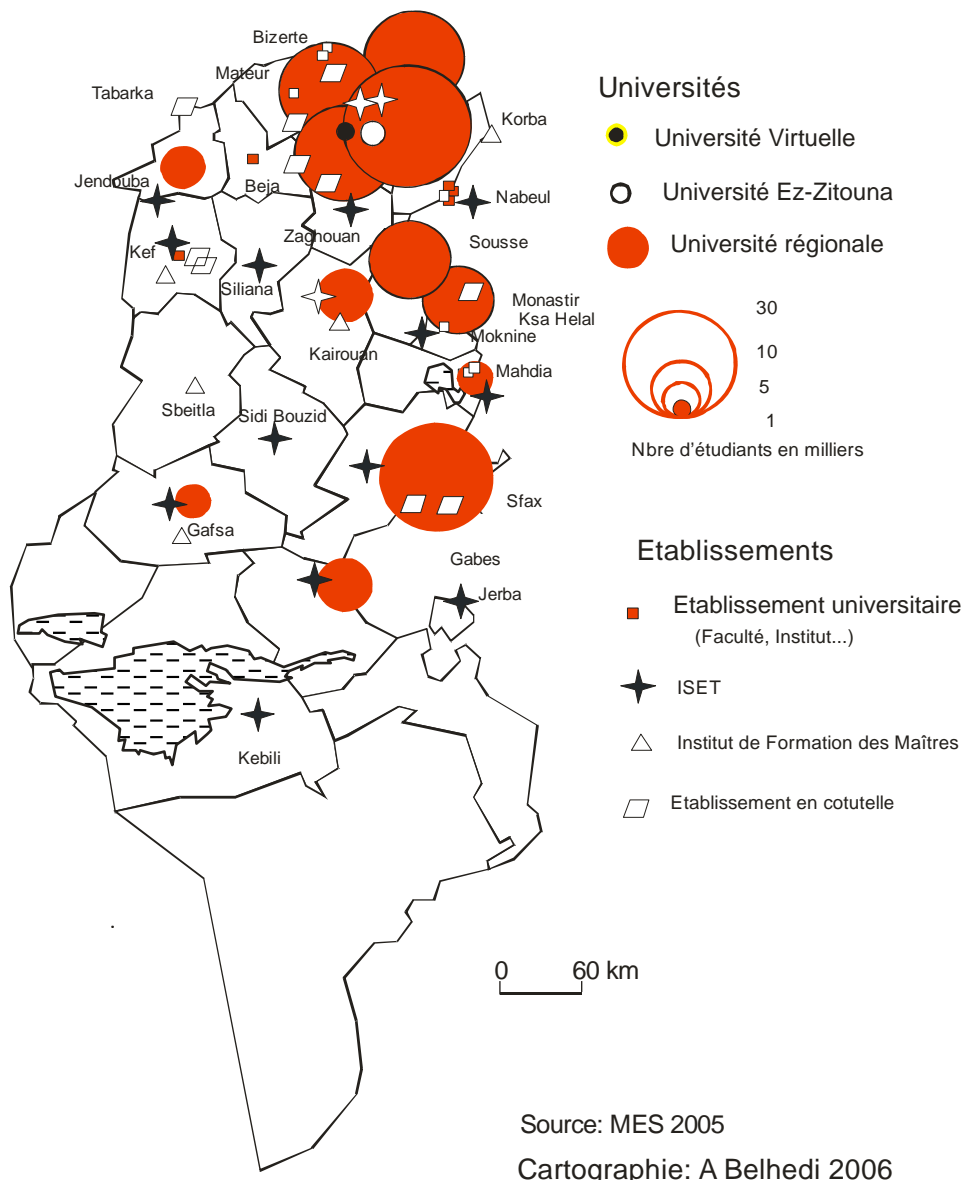 Bizerte
Mateur
Tabarka
Korba
Jendouba
Beja
Nabeul
Zaghouan
Sousse
Kef
Siliana
Monastir
Ksa Helal
Moknine
Kairouan
Mahdia
Sbeitla
Sidi Bouzid
Sfax
Gafsa
Gabes
Jerba
Kebili
Universités
Université Virtuelle
Université Ez-Zitouna
Université régionale
30
10
5
1
Nbre d'étudiants en milliers
Etablissements
Etablissement universitaire
(Faculté, Institut...)
ISET
Institut de Formation des Maîtres
Etablissement en cotutelle
0 60 km
Source: MES 2005
Cartographie: A Belhedi 2006